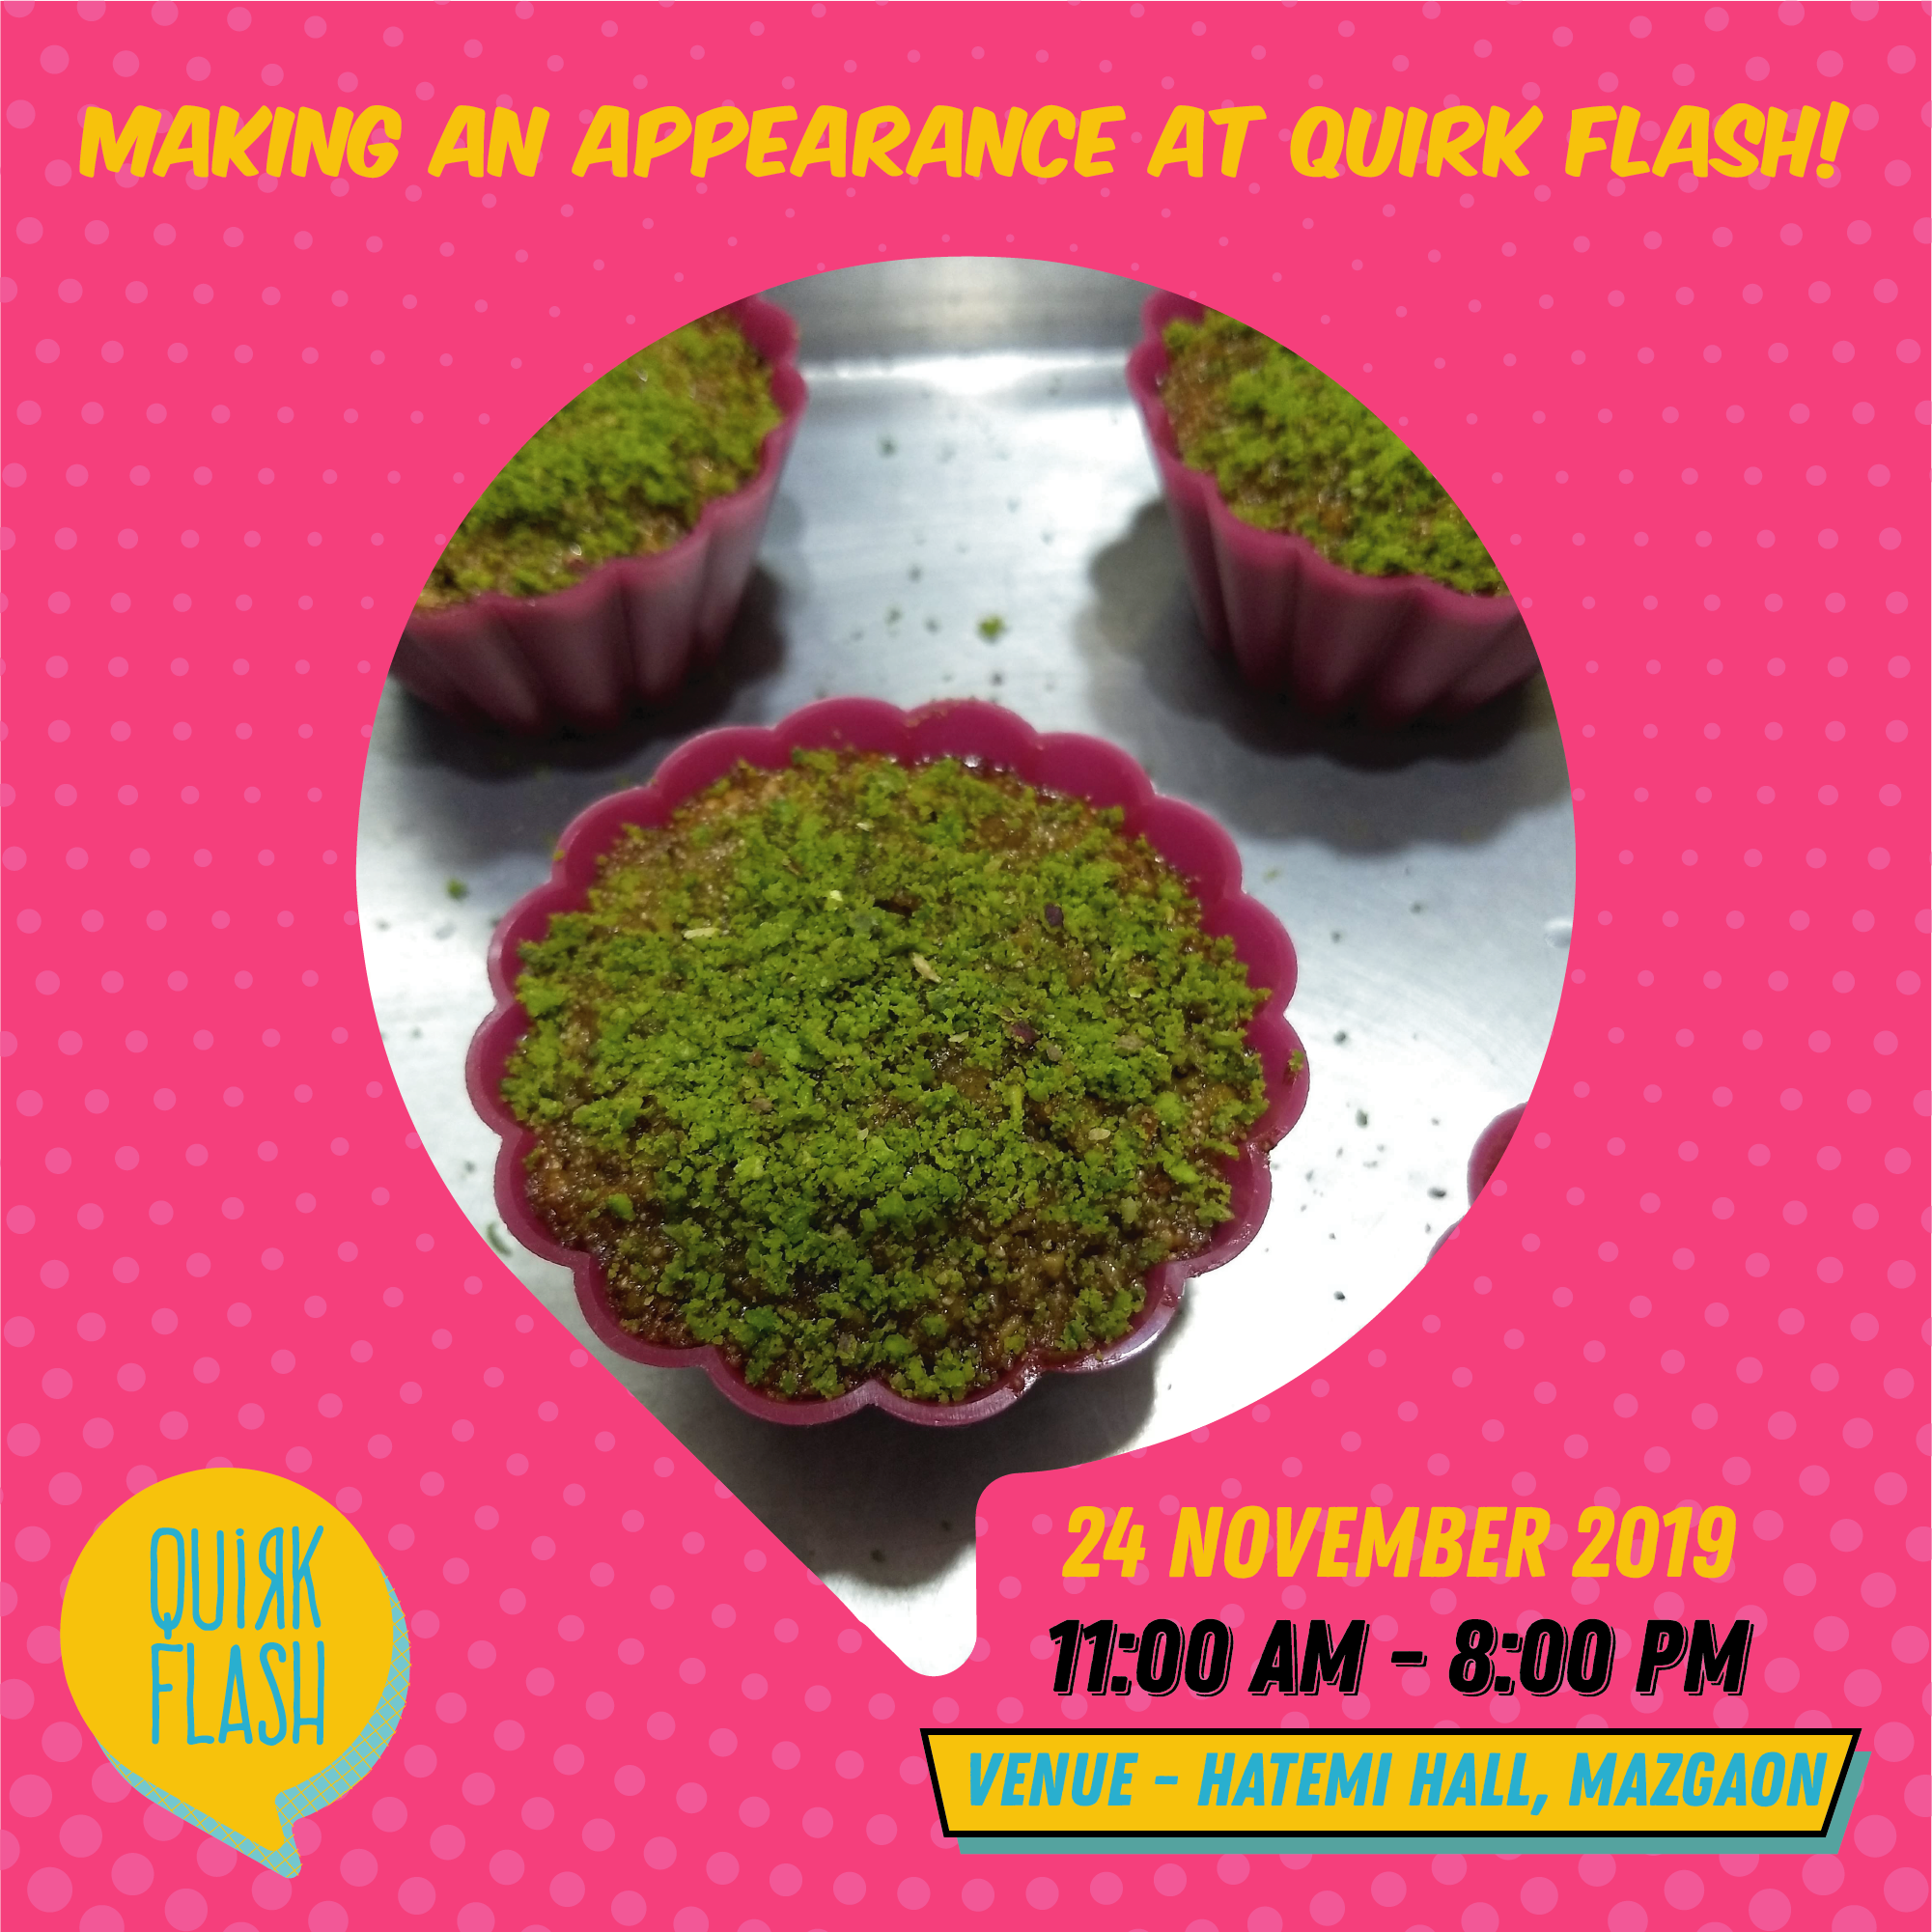 MAKING AN APPEARANCE AT QUIRK FLASH!
QUiRK
FLASH
24 NOVEMBER 2019
11:00 AM - 8:00 PM
VENUE - HATEMI HALL, MAZGAON